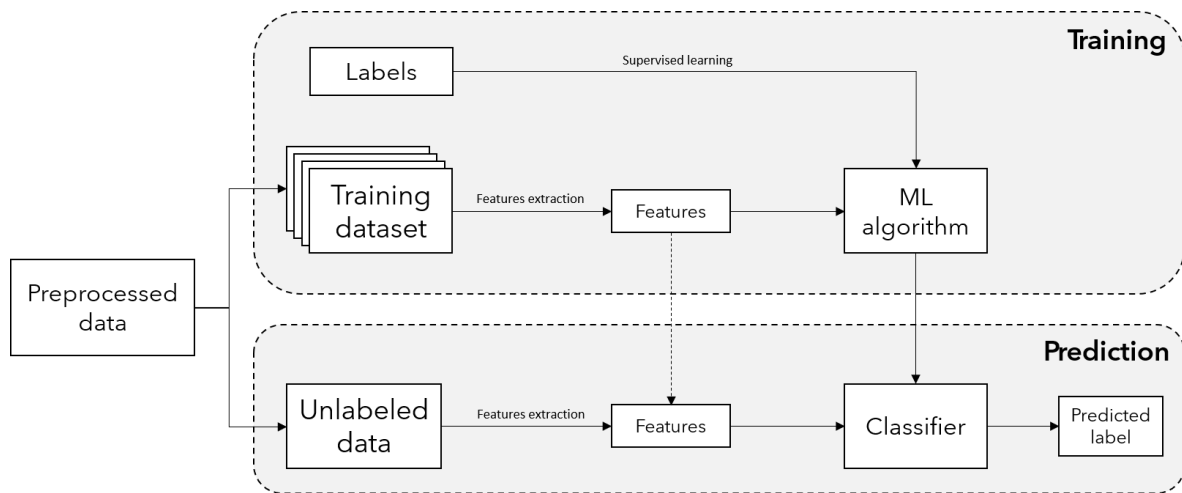 Training
Labels
Supervised learning
Training
dataset
Features extraction
Features
ML
algorithm
Preprocessed
data
Prediction
Unlabeled
data
Features extraction
Features
Classifier
Predicted
label